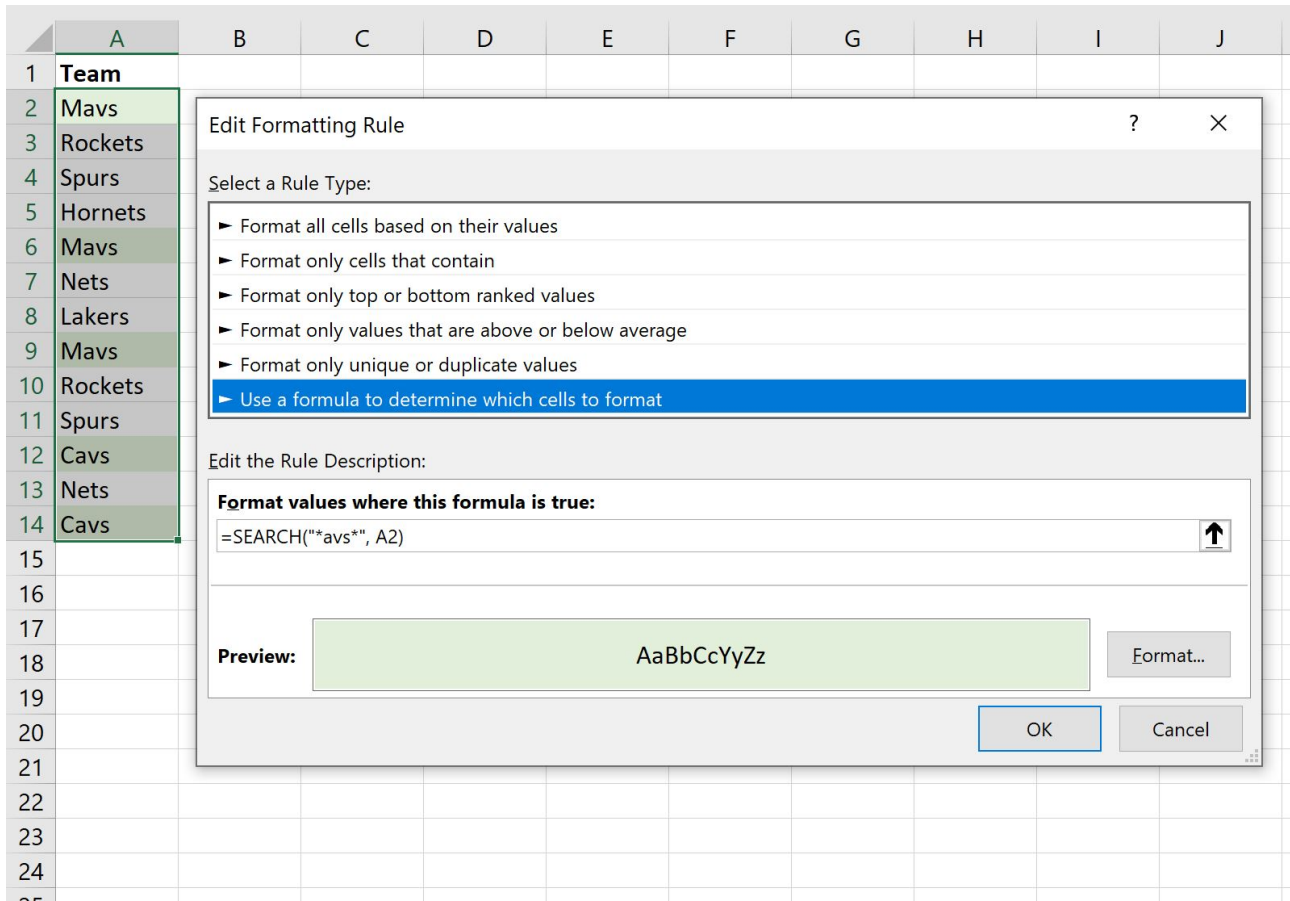 A B C D E F G H I J
1 Team
2 Mavs
3 Rockets
4 Spurs
5 Hornets
6 Mavs
7 Nets
8 Lakers
9 Mavs
10 Rockets
11 Spurs
12 Cavs
13 Nets
14 Cavs
15
16
17
18
19
20
21
22
23
24
Edit Formatting Rule ? ×
Select a Rule Type:
► Format all cells based on their values
► Format only cells that contain
► Format only top or bottom ranked values
► Format only values that are above or below average
► Format only unique or duplicate values
► Use a formula to determine which cells to format
Edit the Rule Description:
Format values where this formula is true:
=SEARCH("*avs*", A2)
Preview: AaBbCcYyZz Format...
OK Cancel